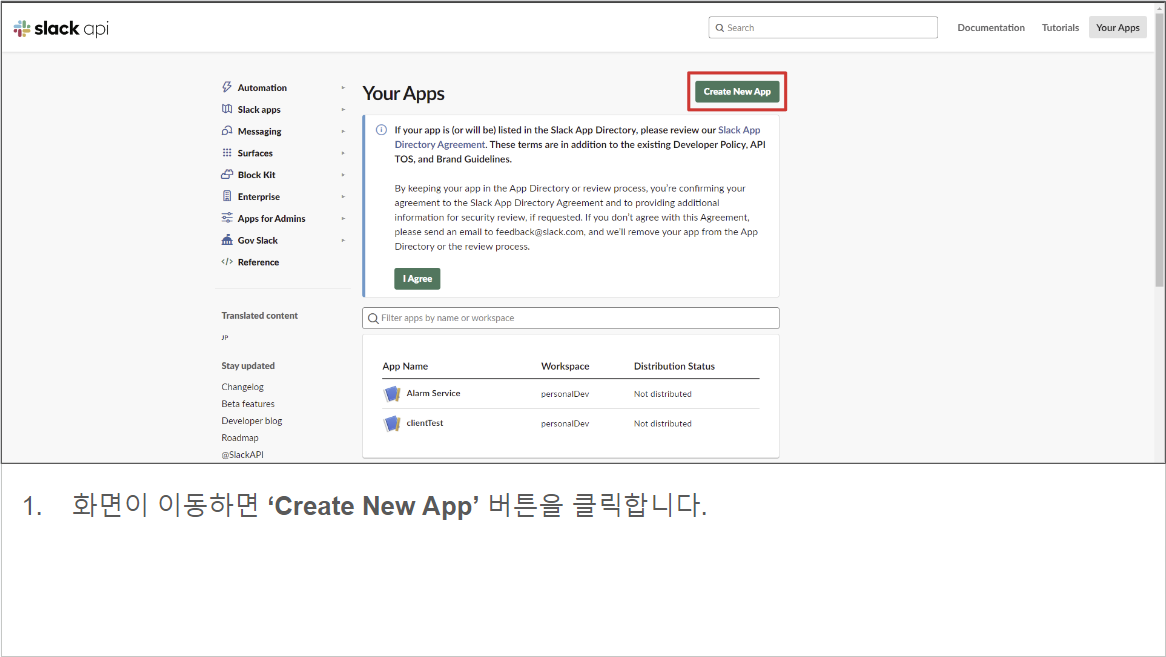 slack api
Search
Documentation
Tutorials
Your Apps
Automation
Slack apps
Messaging
Surfaces
Block Kit
Enterprise
Apps for Admins
Gov Slack
Reference
Translated content
JP
Stay updated
Changelog
Beta features
Developer blog
Roadmap
@SlackAPI
Your Apps
Create New App
If your app is (or will be) listed in the Slack App Directory, please review our Slack App
Directory Agreement. These terms are in addition to the existing Developer Policy, API
TOS, and Brand Guidelines.
By keeping your app in the App Directory or review process, you're confirming your
agreement to the Slack App Directory Agreement and to providing additional
information for security review, if requested. If you don't agree with this Agreement,
please send an email to feedback@slack.com, and we'll remove your app from the App
Directory or the review process.
I Agree
Filter apps by name or workspace
App Name Workspace Distribution Status
Alarm Service personalDev Not distributed
clientTest personalDev Not distributed
1. 화면이 이동하면 ‘Create New App’ 버튼을 클릭합니다.